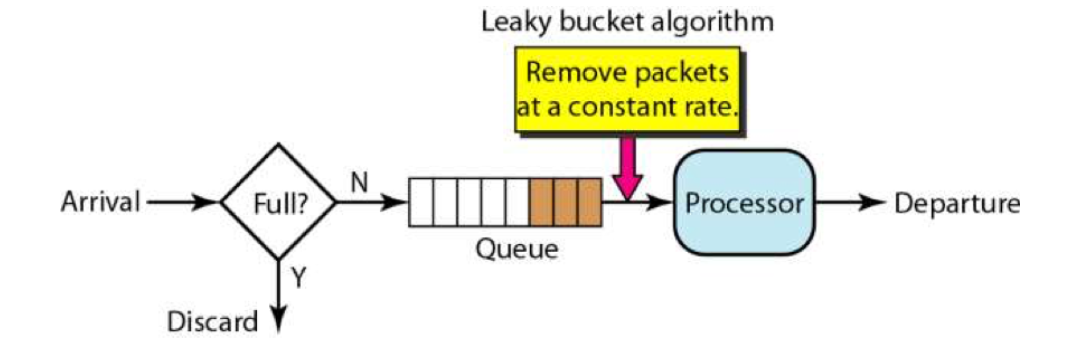 Leaky bucket algorithm
Remove packets
at a constant rate.
Arrival
Full?
N
Queue
Processor
Departure
Y
Discard